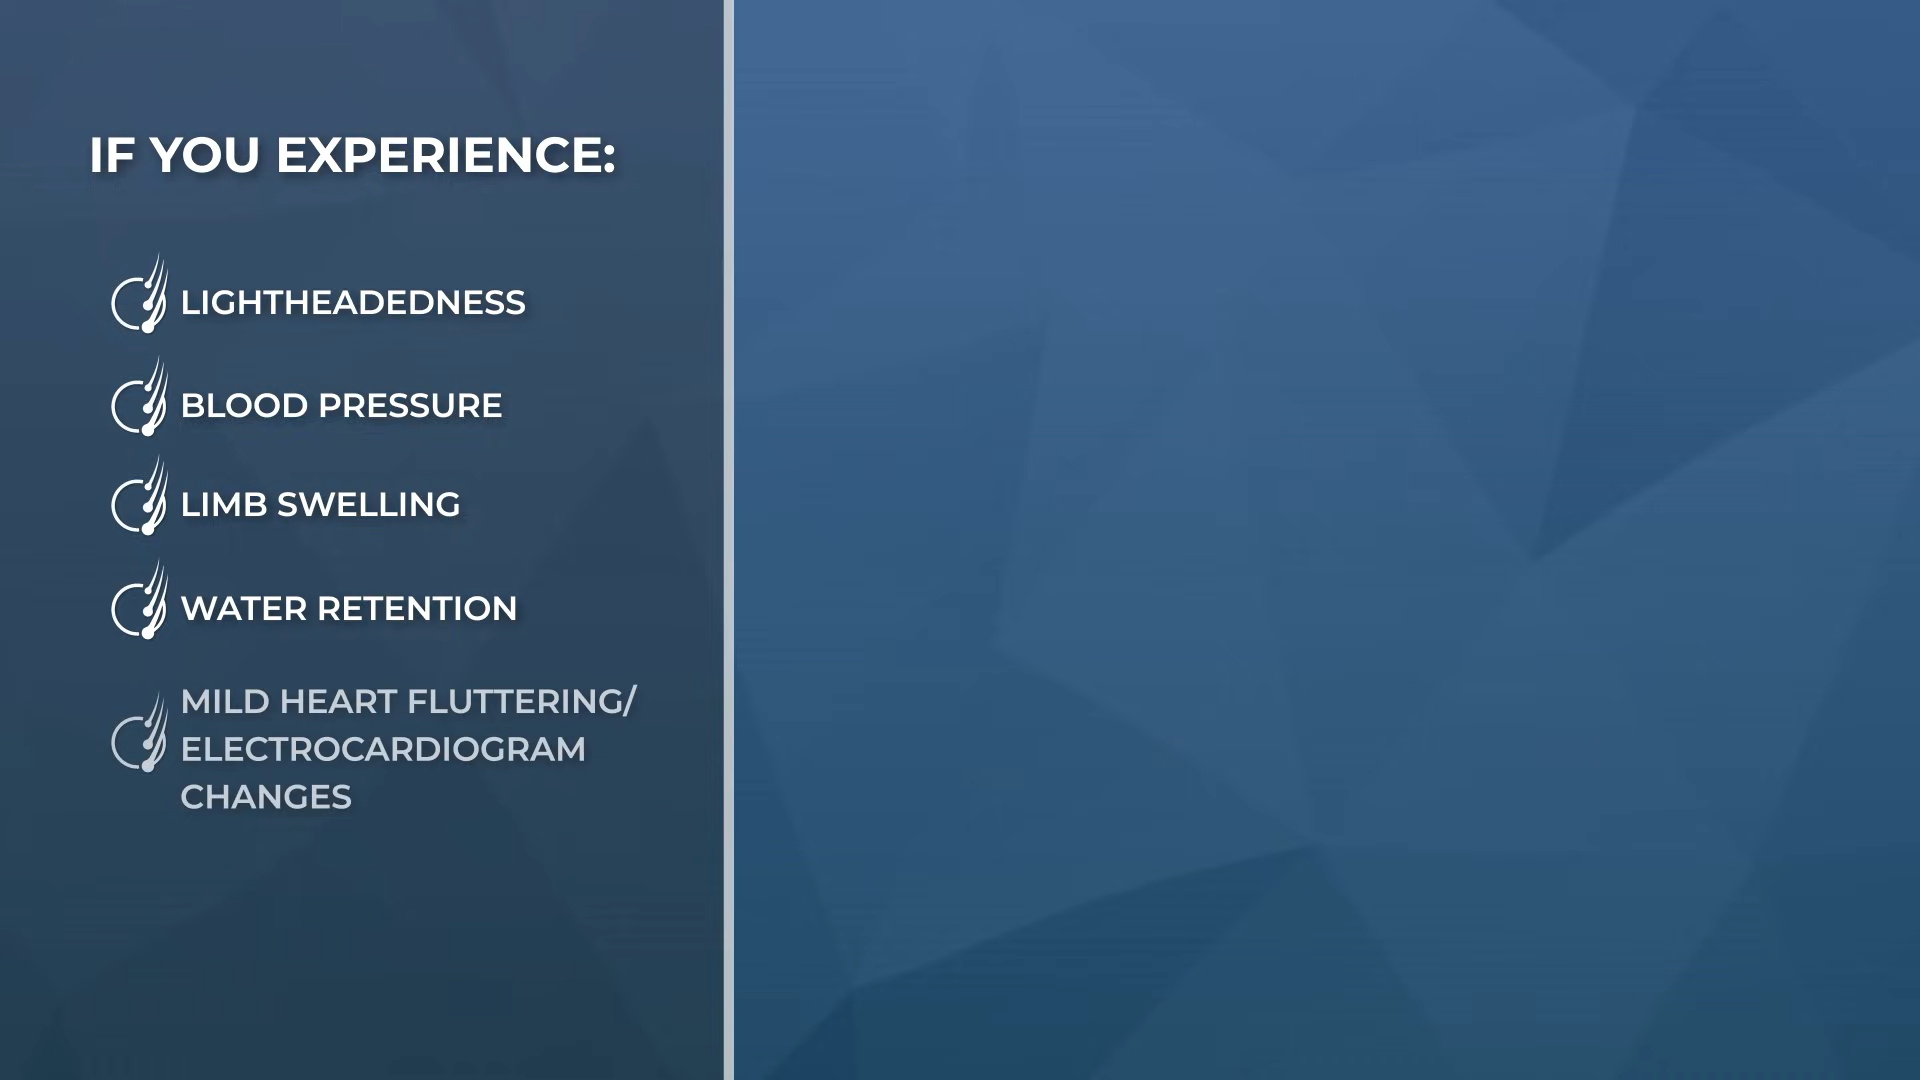 IF YOU EXPERIENCE:
LIGHTHEADEDNESS
BLOOD PRESSURE
LIMB SWELLING
WATER RETENTION
MILD HEART FLUTTERING/
ELECTROCARDIOGRAM
CHANGES